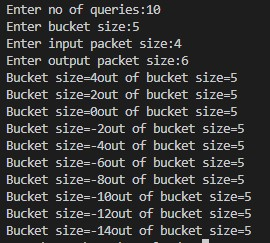 Enter no of queries:10
Enter bucket size:5
Enter input packet size:4
Enter output packet size:6
Bucket size=4out of bucket size=5
Bucket size=2out of bucket size=5
Bucket size=0out of bucket size=5
Bucket size=-2out of bucket size=5
Bucket size=-4out of bucket size=5
Bucket size=-6out of bucket size=5
Bucket size=-8out of bucket size=5
Bucket size=-10out of bucket size=5
Bucket size=-12out of bucket size=5
Bucket size=-14out of bucket size=5